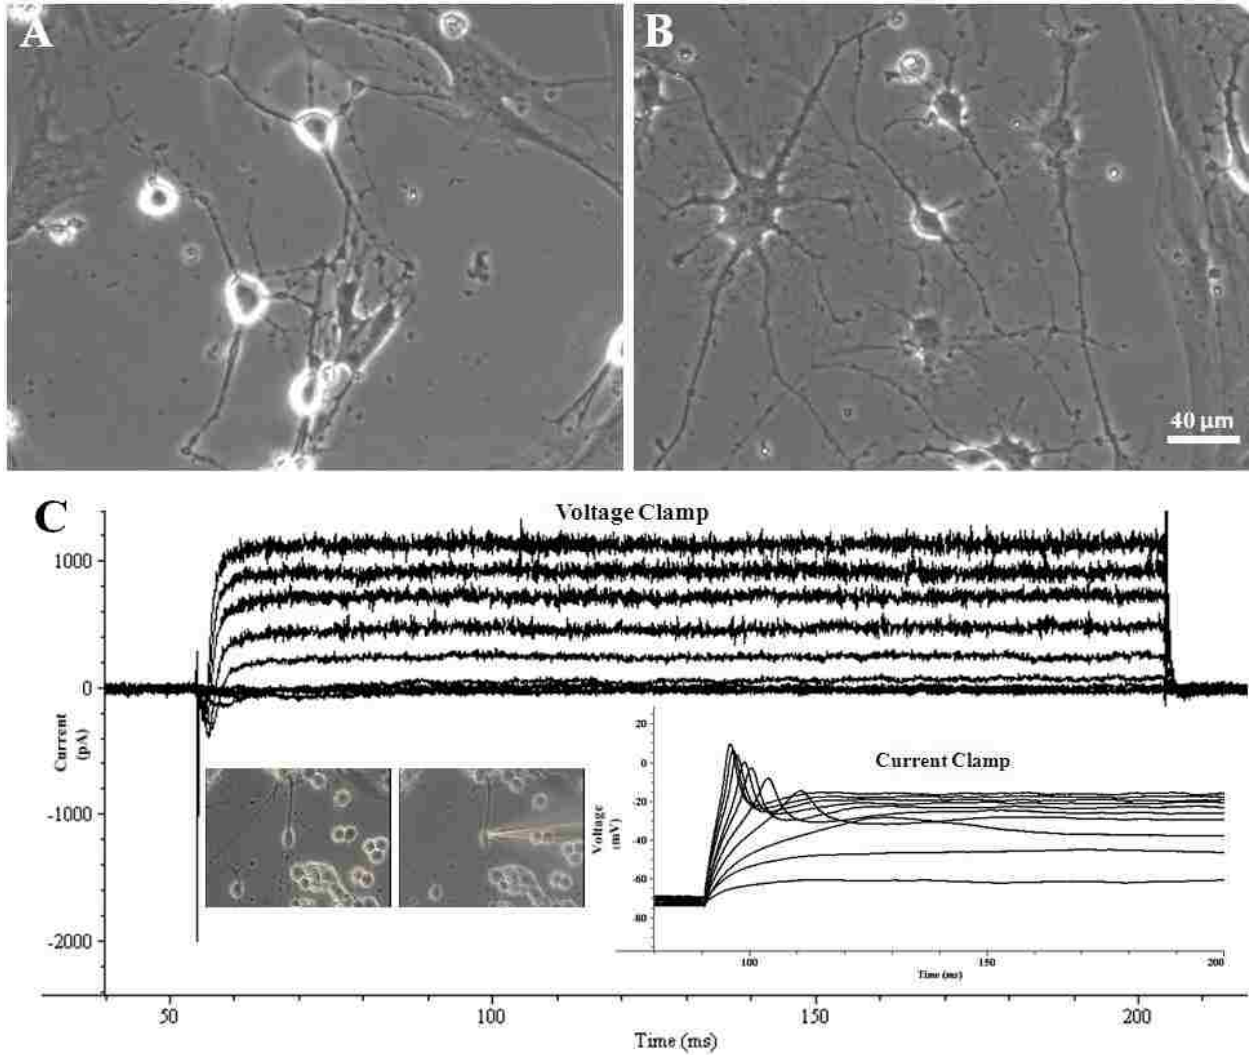 A
B
40 µm
C
Voltage Clamp
1000
0
-1000
-2000
Current
(pA)
50
100
150
200
Time (ms)
Current Clamp
20
0
-20
-40
-60
-80
Voltage
(mV)
100
150
200
Time (ms)